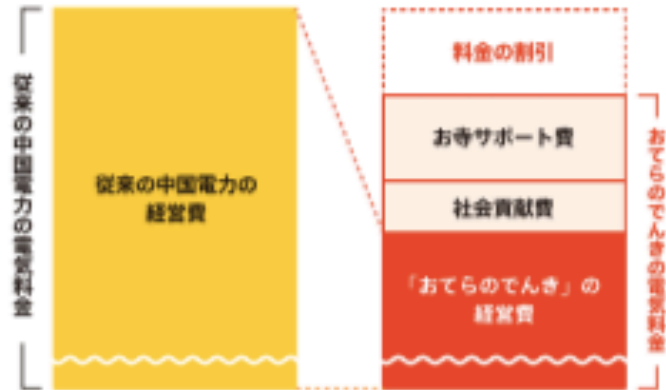 従来の中国電力の電気料金
従来の中国電力の
経営費
料金の割引
お寺サポート費
社会貢献費
「おてらのでんき」の
経営費
おてらのでんきの電気料金